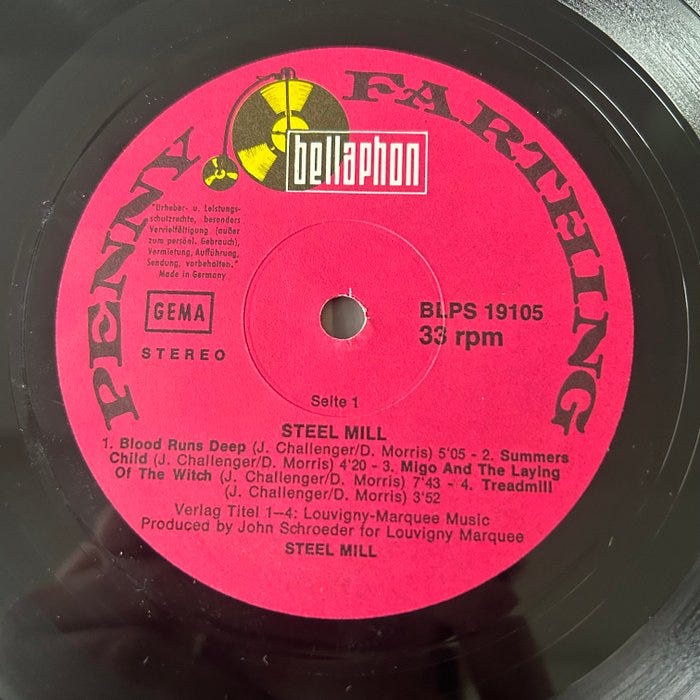 PENNY FARTHING
bellaphon
"Urheber- u. Leistungs-
schutzrechte, besonders
Vervielfältigung (außer
zum persönl. Gebrauch),
Vermietung, Aufführung,
Sendung, vorbehalten."
Made in Germany
GEMA
STEREO
BLPS 19105
33 rpm
Seite 1
STEEL MILL
1. Blood Runs Deep (J. Challenger/D. Morris) 5'05 - 2. Summers
Child (J. Challenger/D. Morris) 4'20 - 3. Migo And The Laying
Of The Witch (J. Challenger/D. Morris) 7'43 - 4. Treadmill
(J. Challenger/D. Morris) 3'52
Verlag Titel 1–4: Louvigny-Marquee Music
Produced by John Schroeder for Louvigny Marquee
STEEL MILL